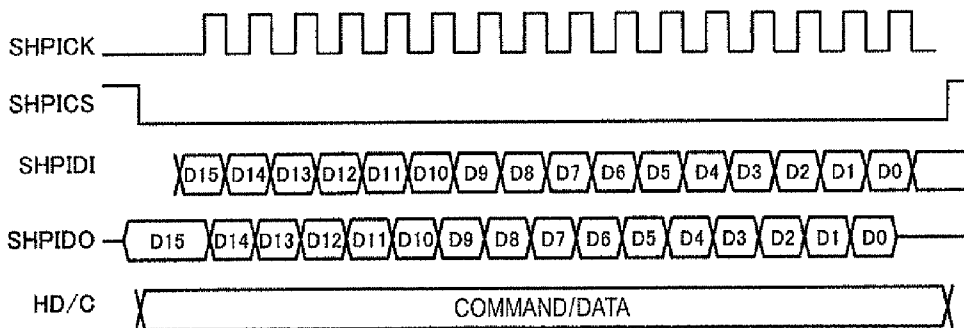 SHPICK
SHPICS
SHPIDI D15 D14 D13 D12 D11 D10 D9 D8 D7 D6 D5 D4 D3 D2 D1 D0
SHPIDO D15 D14 D13 D12 D11 D10 D9 D8 D7 D6 D5 D4 D3 D2 D1 D0
HD/C COMMAND/DATA